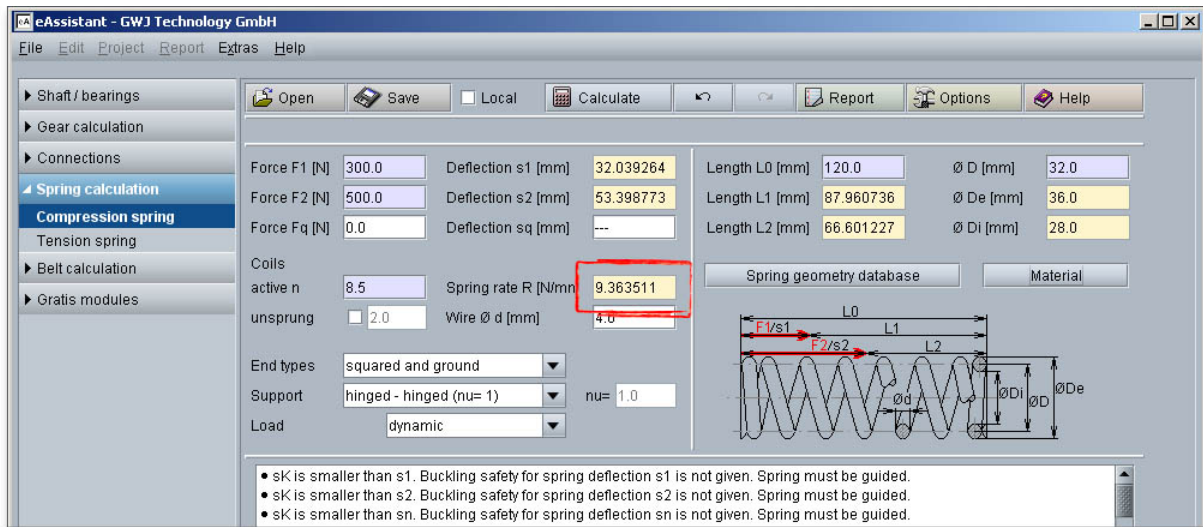 eA eAssistant - GWJ Technology GmbH
File Edit Project Report Extras Help
Shaft / bearings
Gear calculation
Connections
Spring calculation
Compression spring
Tension spring
Belt calculation
Gratis modules
Open Save Local Calculate Report Options Help
Force F1 [N] 300.0 Deflection s1 [mm] 32.039264 Length L0 [mm] 120.0 Ø D [mm] 32.0
Force F2 [N] 500.0 Deflection s2 [mm] 53.398773 Length L1 [mm] 87.960736 Ø De [mm] 36.0
Force Fq [N] 0.0 Deflection sq [mm] --- Length L2 [mm] 66.601227 Ø Di [mm] 28.0
Coils
active n 8.5 Spring rate R [N/mm 9.363511 Spring geometry database Material
unsprung 2.0 Wire Ø d [mm] 4.0
End types squared and ground
Support hinged - hinged (nu= 1) nu= 1.0
Load dynamic
L0
F1/s1 L1
F2/s2 L2
Ød ØDi ØD ØDe
• sK is smaller than s1. Buckling safety for spring deflection s1 is not given. Spring must be guided.
• sK is smaller than s2. Buckling safety for spring deflection s2 is not given. Spring must be guided.
• sK is smaller than sn. Buckling safety for spring deflection sn is not given. Spring must be guided.